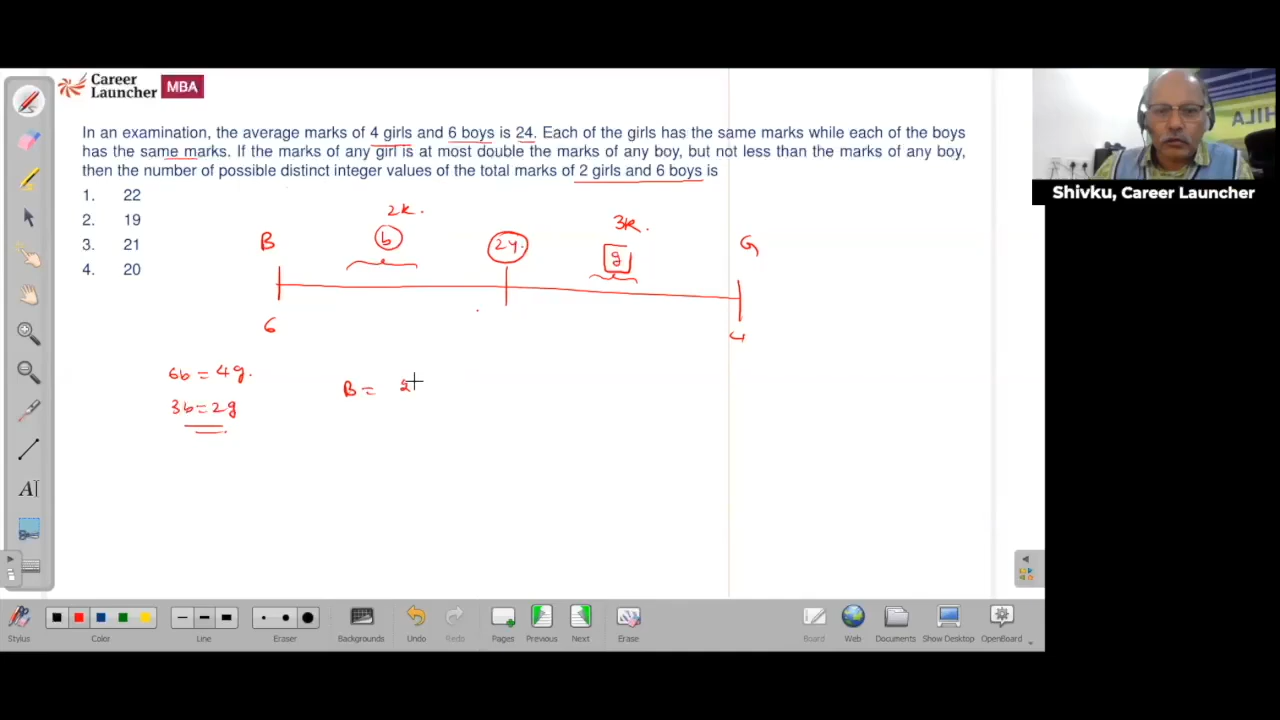 Career
Launcher MBA
In an examination, the average marks of 4 girls and 6 boys is 24. Each of the girls has the same marks while each of the boys
has the same marks. If the marks of any girl is at most double the marks of any boy, but not less than the marks of any boy,
then the number of possible distinct integer values of the total marks of 2 girls and 6 boys is
1. 22
2. 19
3. 21
4. 20
2k.
3k.
B b 24. g G
6 4
6b = 4g.
3b = 2g
B = 2
Shivku, Career Launcher
Stylus Color Line Eraser Backgrounds Undo Redo Pages Previous Next Erase Board Web Documents Show Desktop OpenBoard